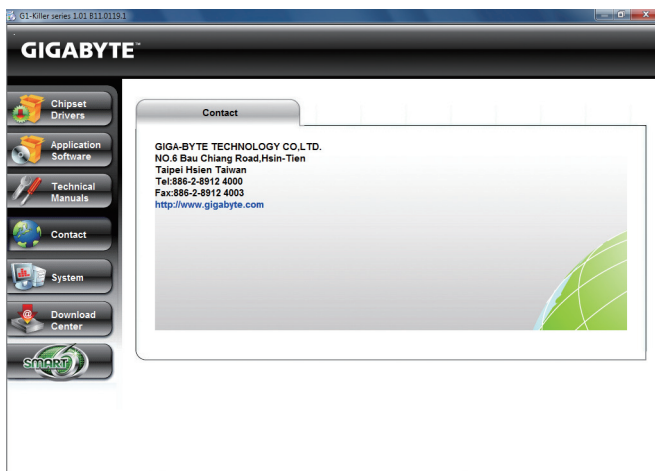 G1-Killer series 1.01 B11.0119.1
GIGABYTE™
Chipset
Drivers
Application
Software
Technical
Manuals
Contact
System
Download
Center
SMART 6
Contact
GIGA-BYTE TECHNOLOGY CO,LTD.
NO.6 Bau Chiang Road,Hsin-Tien
Taipei Hsien Taiwan
Tel:886-2-8912 4000
Fax:886-2-8912 4003
http://www.gigabyte.com